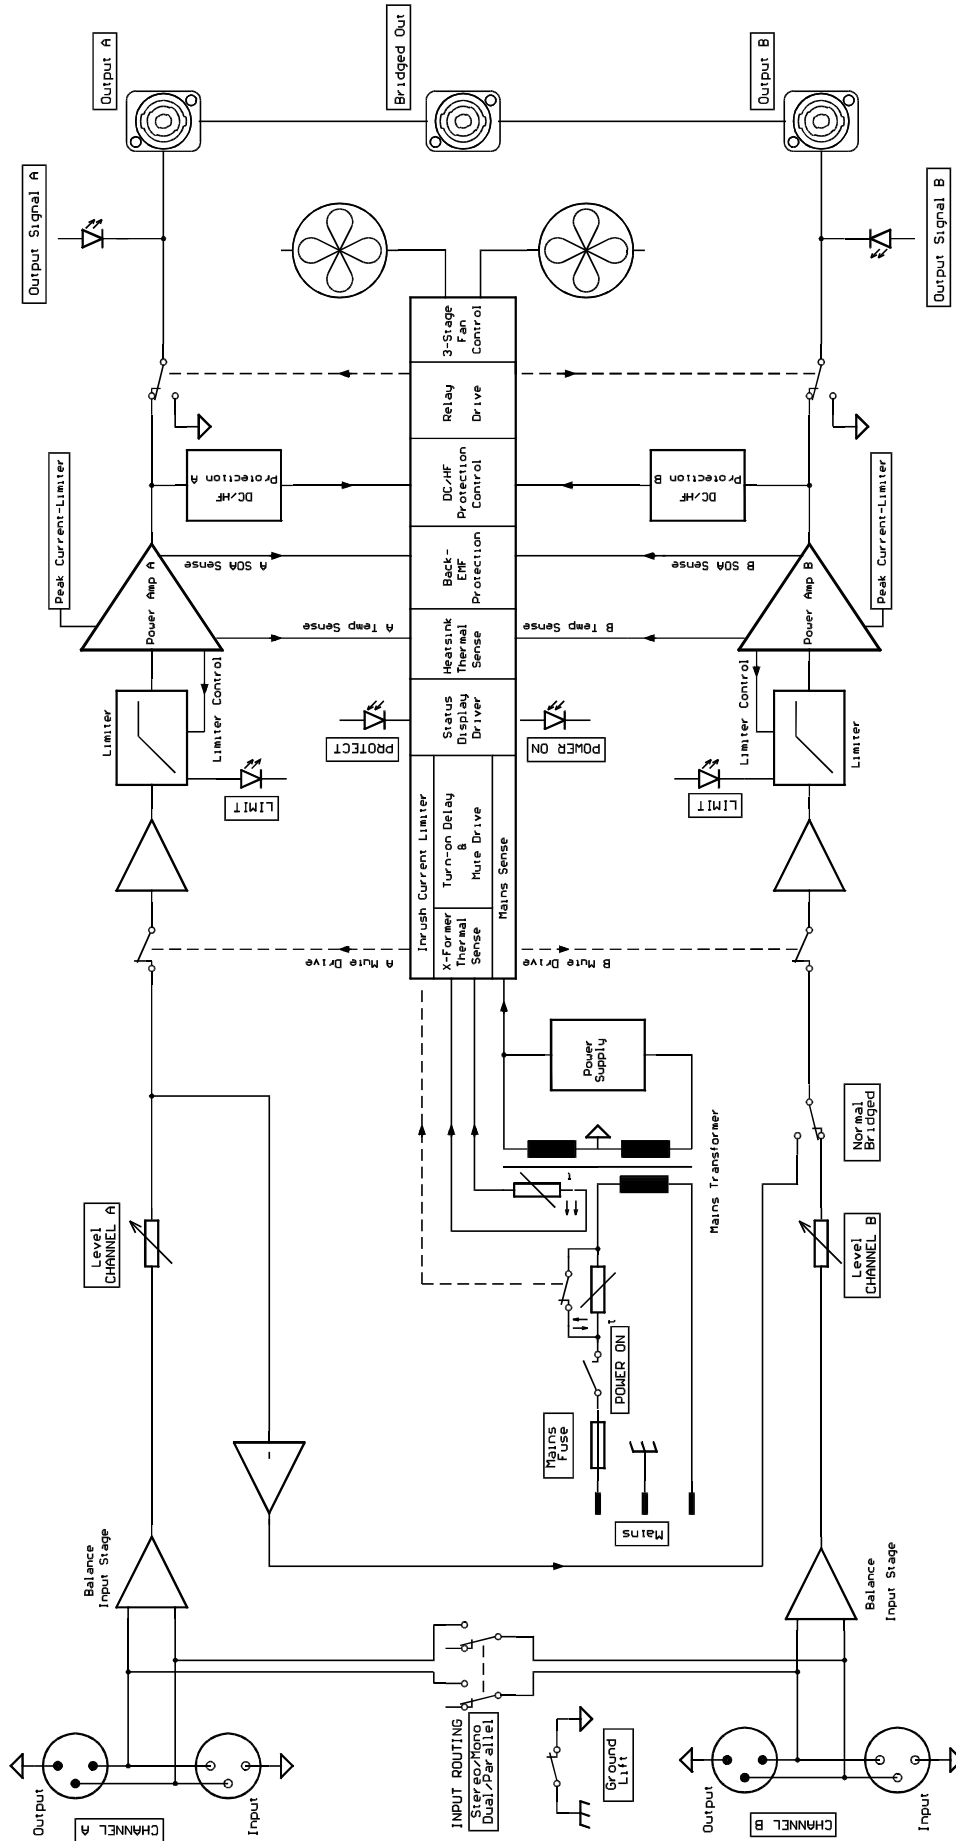 Output A
Bridged Out
Output B
Output Signal A
Output Signal B
3-Stage
Fan
Control
Relay
Drive
DC/HF
Protection
Control
Back-
EMF
Protection
Heatsink
Thermal
Sense
Status
Display
Driver
Inrush Current Limiter
Turn-on Delay
&
Mute Drive
X-Former
Thermal
Sense
Mains Sense
DC/HF
Protection
A
DC/HF
Protection
B
Peak Current-Limiter
Peak Current-Limiter
Power Amp A
Power Amp B
A SOA Sense
B SOA Sense
A Temp Sense
B Temp Sense
Limiter
Limiter Control
Limiter Control
Limiter
PROTECT
POWER ON
LIMIT
LIMIT
A Mute Drive
B Mute Drive
Power
Supply
Mains Transformer
Normal
Bridged
Level
CHANNEL A
Level
CHANNEL B
t
t
POWER ON
Mains
Fuse
Mains
-
Balance
Input Stage
Balance
Input Stage
INPUT ROUTING
Stereo/Mono
Dual/Parallel
Ground
Lift
Output
Input
CHANNEL A
Output
Input
CHANNEL B